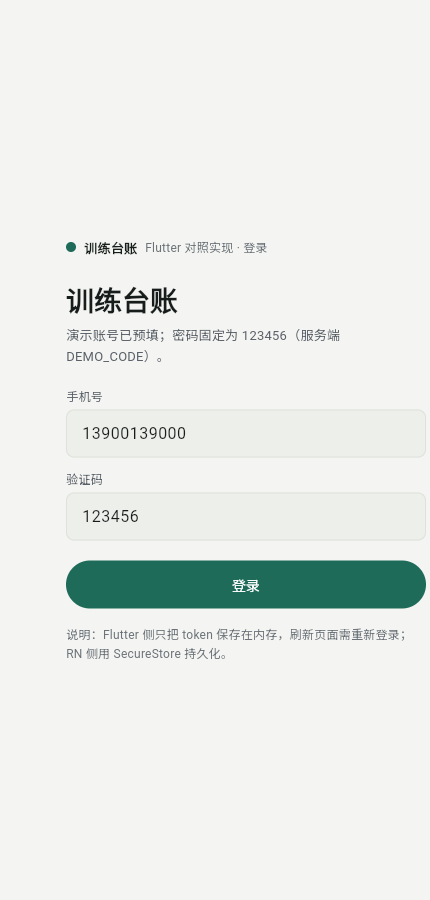 训练台账 Flutter 对照实现 · 登录
训练台账
演示账号已预填；密码固定为 123456（服务端
DEMO_CODE）。
手机号
13900139000
验证码
123456
登录
说明：Flutter 侧只把 token 保存在内存，刷新页面需重新登录；
RN 侧用 SecureStore 持久化。